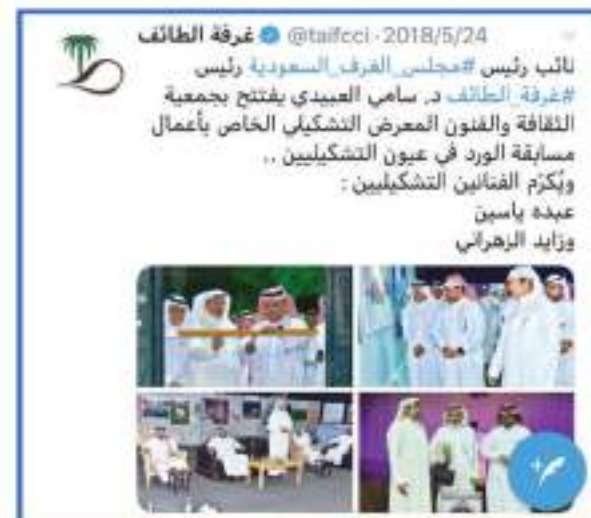 غرفة الطائف @taifcci · 2018/5/24
نائب رئيس #مجلس_الغرف_السعودية رئيس
#غرفة_الطائف د. سامي العبيدي يفتتح بجمعية
الثقافة والفنون المعرض التشكيلي الخاص بأعمال
مسابقة الورد في عيون التشكيليين ..
ويُكرّم الفنانين التشكيليين :
عبده ياسين
وزايد الزهراني